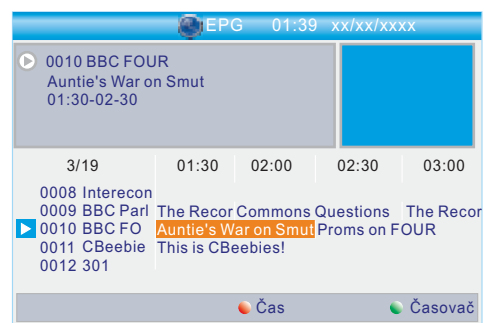 EPG 01:39 xx/xx/xxxx
0010 BBC FOUR
Auntie's War on Smut
01:30-02-30
3/19 01:30 02:00 02:30 03:00
0008 Interecon
0009 BBC Parl The Recor Commons Questions The Recor
0010 BBC FO Auntie's War on Smut Proms on FOUR
0011 CBeebie This is CBeebies!
0012 301
Čas Časovač